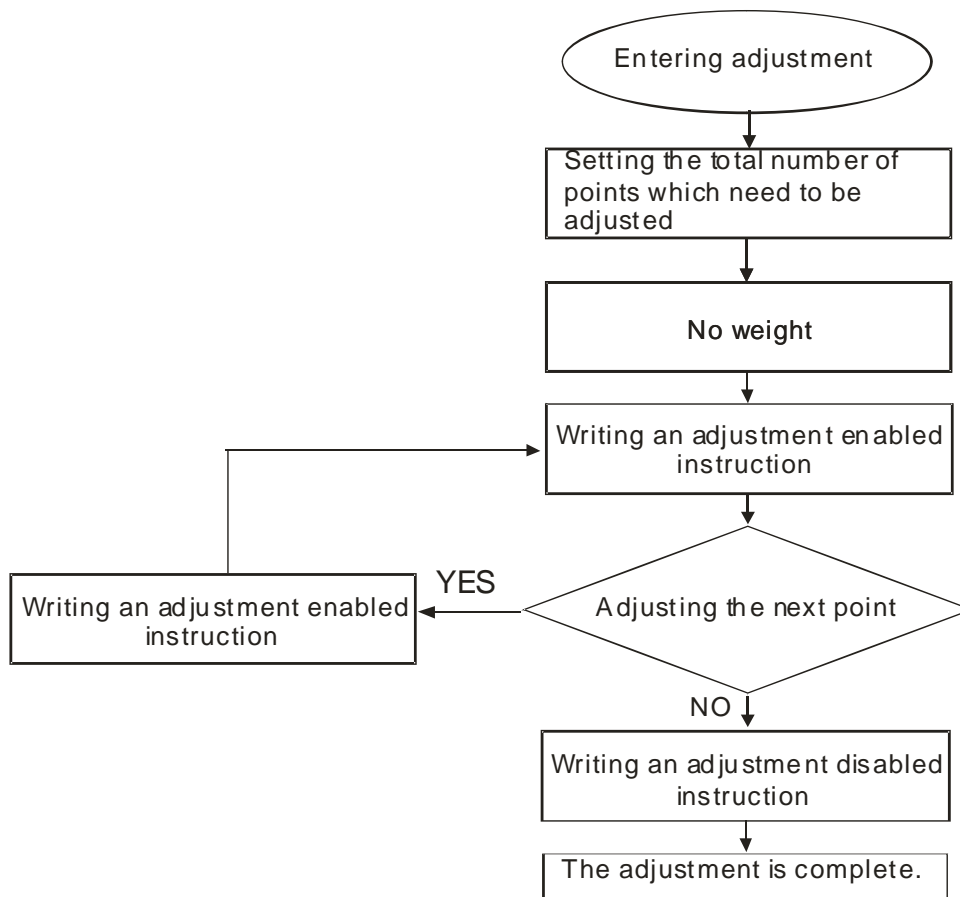 Entering adjustment
Setting the total number of
points which need to be
adjusted
No weight
Writing an adjustment enabled
instruction
YES
Adjusting the next point
Writing an adjustment enabled
instruction
NO
Writing an adjustment disabled
instruction
The adjustment is complete.